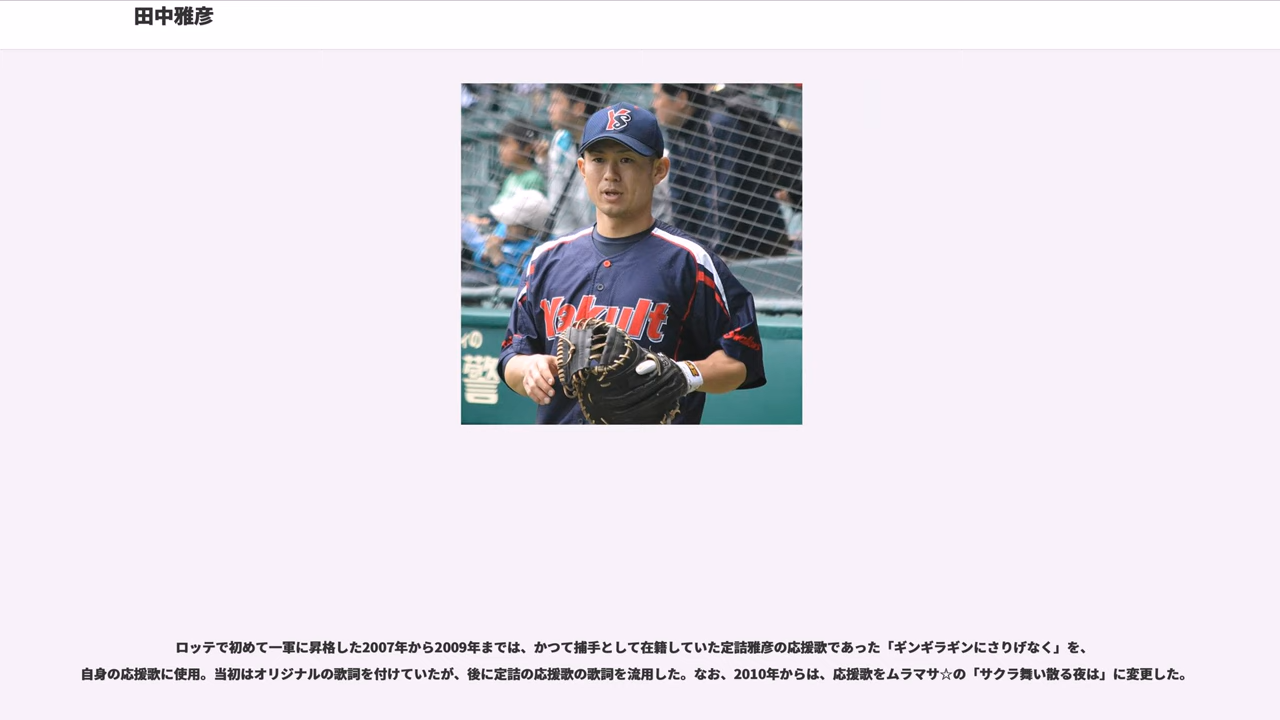 田中雅彦
YS
Yakult
ィの
警
ロッテで初めて一軍に昇格した2007年から2009年までは、かつて捕手として在籍していた定詰雅彦の応援歌であった「ギンギラギンにさりげなく」を、
自身の応援歌に使用。当初はオリジナルの歌詞を付けていたが、後に定詰の応援歌の歌詞を流用した。なお、2010年からは、応援歌をムラマサ☆の「サクラ舞い散る夜は」に変更した。